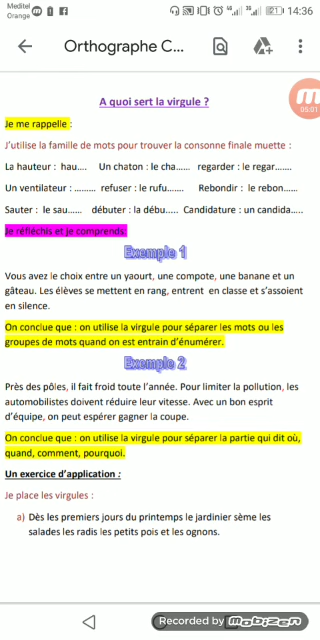 Meditel
Orange
14:36
Orthographe C...
A quoi sert la virgule ?
05:01
Je me rappelle :
J'utilise la famille de mots pour trouver la consonne finale muette :
La hauteur : hau.... Un chaton : le cha...... regarder : le regar.......
Un ventilateur : ......... refuser : le rufu...... Rebondir : le rebon......
Sauter : le sau...... débuter : la débu..... Candidature : un candida.....
Je réfléchis et je comprends.
Exemple 1
Vous avez le choix entre un yaourt, une compote, une banane et un
gâteau. Les élèves se mettent en rang, entrent en classe et s'assoient
en silence.
On conclue que : on utilise la virgule pour séparer les mots ou les
groupes de mots quand on est entrain d'énumérer.
Exemple 2
Près des pôles, il fait froid toute l'année. Pour limiter la pollution, les
automobilistes doivent réduire leur vitesse. Avec un bon esprit
d'équipe, on peut espérer gagner la coupe.
On conclue que : on utilise la virgule pour séparer la partie qui dit où,
quand, comment, pourquoi.
Un exercice d'application :
Je place les virgules :
a) Dès les premiers jours du printemps le jardinier sème les
salades les radis les petits pois et les ognons.
Recorded by mobizen